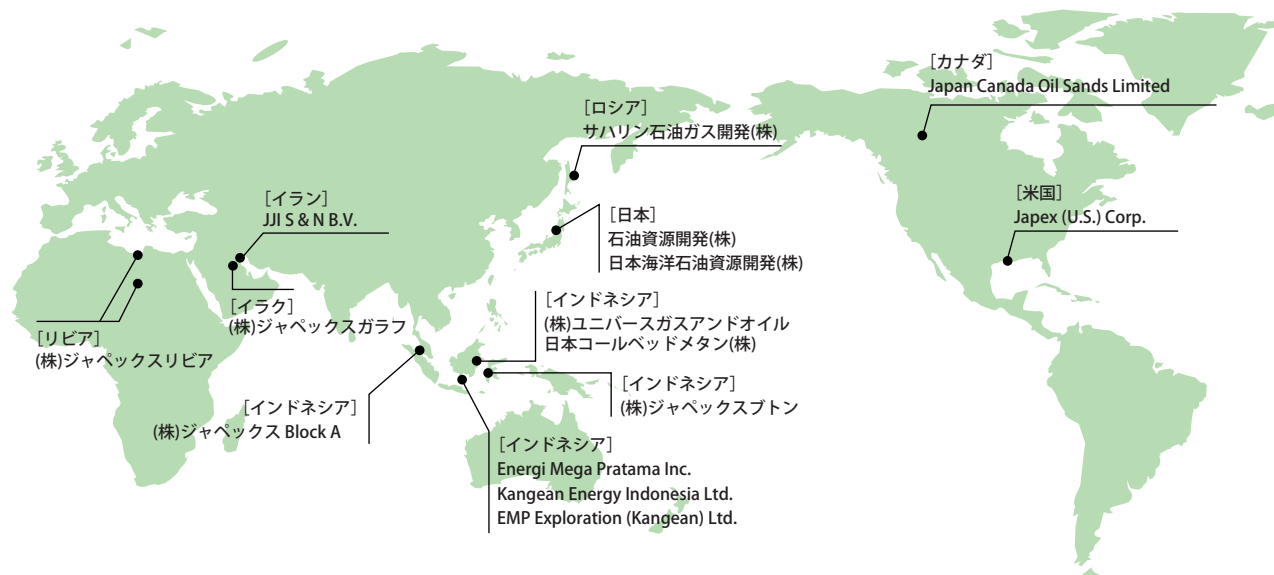 [カナダ]
Japan Canada Oil Sands Limited
[ロシア]
サハリン石油ガス開発(株)
[米国]
Japex (U.S.) Corp.
[イラン]
JJI S & N B.V.
[日本]
石油資源開発(株)
日本海洋石油資源開発(株)
[イラク]
(株)ジャペックスガラフ
[リビア]
(株)ジャペックスリビア
[インドネシア]
(株)ユニバースガスアンドオイル
日本コールベッドメタン(株)
[インドネシア]
(株)ジャペックスブトン
[インドネシア]
(株)ジャペックス Block A
[インドネシア]
Energi Mega Pratama Inc.
Kangean Energy Indonesia Ltd.
EMP Exploration (Kangean) Ltd.